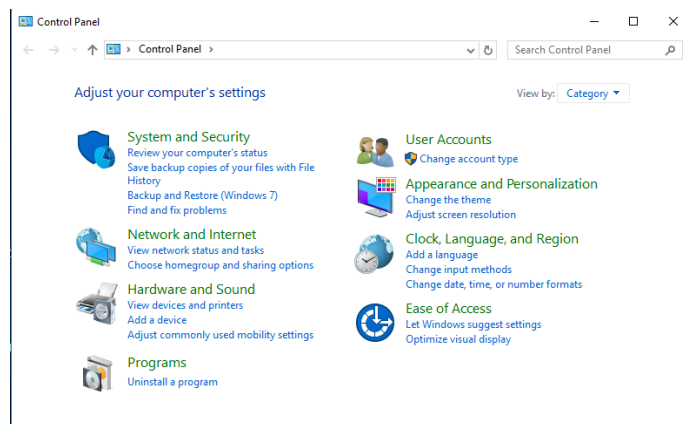 Control Panel
Control Panel
Search Control Panel
Adjust your computer's settings
View by: Category
System and Security
Review your computer's status
Save backup copies of your files with File
History
Backup and Restore (Windows 7)
Find and fix problems
Network and Internet
View network status and tasks
Choose homegroup and sharing options
Hardware and Sound
View devices and printers
Add a device
Adjust commonly used mobility settings
Programs
Uninstall a program
User Accounts
Change account type
Appearance and Personalization
Change the theme
Adjust screen resolution
Clock, Language, and Region
Add a language
Change input methods
Change date, time, or number formats
Ease of Access
Let Windows suggest settings
Optimize visual display